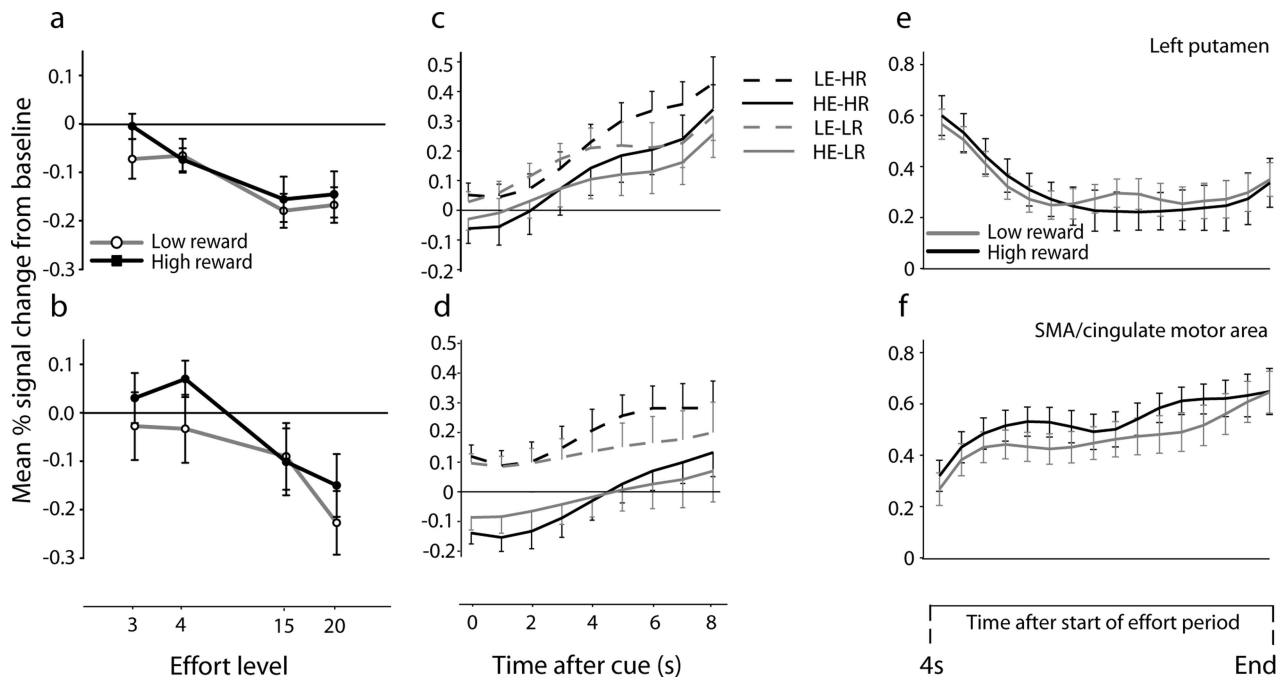 a
c
e
Left putamen
0.1
0
-0.1
-0.2
-0.3
Low reward
High reward
0.5
0.4
0.3
0.2
0.1
0
-0.1
-0.2
LE-HR
HE-HR
LE-LR
HE-LR
0.8
0.6
0.4
0.2
0
Low reward
High reward
Mean % signal change from baseline
b
d
f
SMA/cingulate motor area
0.1
0.0
-0.1
-0.2
-0.3
0.5
0.4
0.3
0.2
0.1
0
-0.1
-0.2
0.8
0.6
0.4
0.2
0
3 4 15 20
Effort level
0 2 4 6 8
Time after cue (s)
Time after start of effort period
4s End